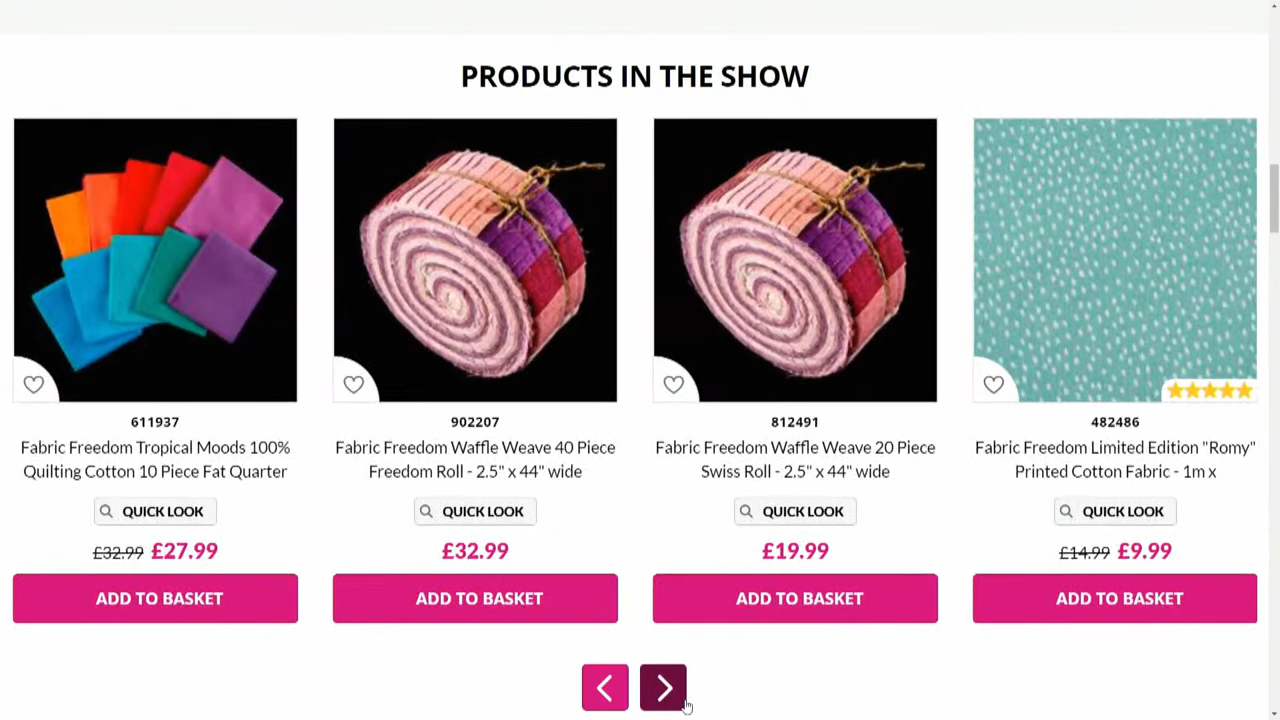 PRODUCTS IN THE SHOW
611937
Fabric Freedom Tropical Moods 100%
Quilting Cotton 10 Piece Fat Quarter
QUICK LOOK
£32.99 £27.99
ADD TO BASKET
902207
Fabric Freedom Waffle Weave 40 Piece
Freedom Roll - 2.5" x 44" wide
QUICK LOOK
£32.99
ADD TO BASKET
812491
Fabric Freedom Waffle Weave 20 Piece
Swiss Roll - 2.5" x 44" wide
QUICK LOOK
£19.99
ADD TO BASKET
482486
Fabric Freedom Limited Edition "Romy"
Printed Cotton Fabric - 1m x
QUICK LOOK
£14.99 £9.99
ADD TO BASKET